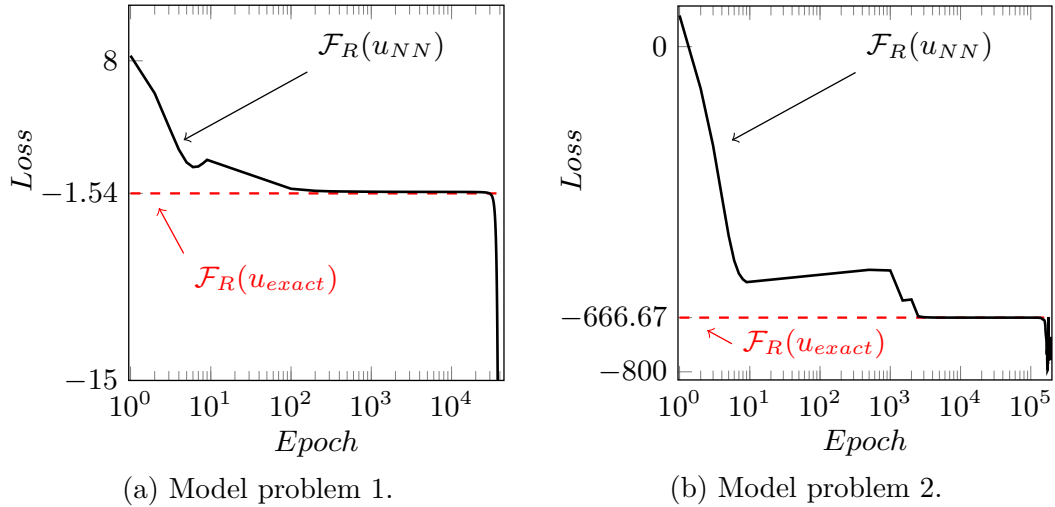 8
−1.54
−15
Loss
F_R(u_NN)
F_R(u_exact)
10^0 10^1 10^2 10^3 10^4
Epoch
(a) Model problem 1.
0
−666.67
−800
Loss
F_R(u_NN)
F_R(u_exact)
10^0 10^1 10^2 10^3 10^4 10^5
Epoch
(b) Model problem 2.